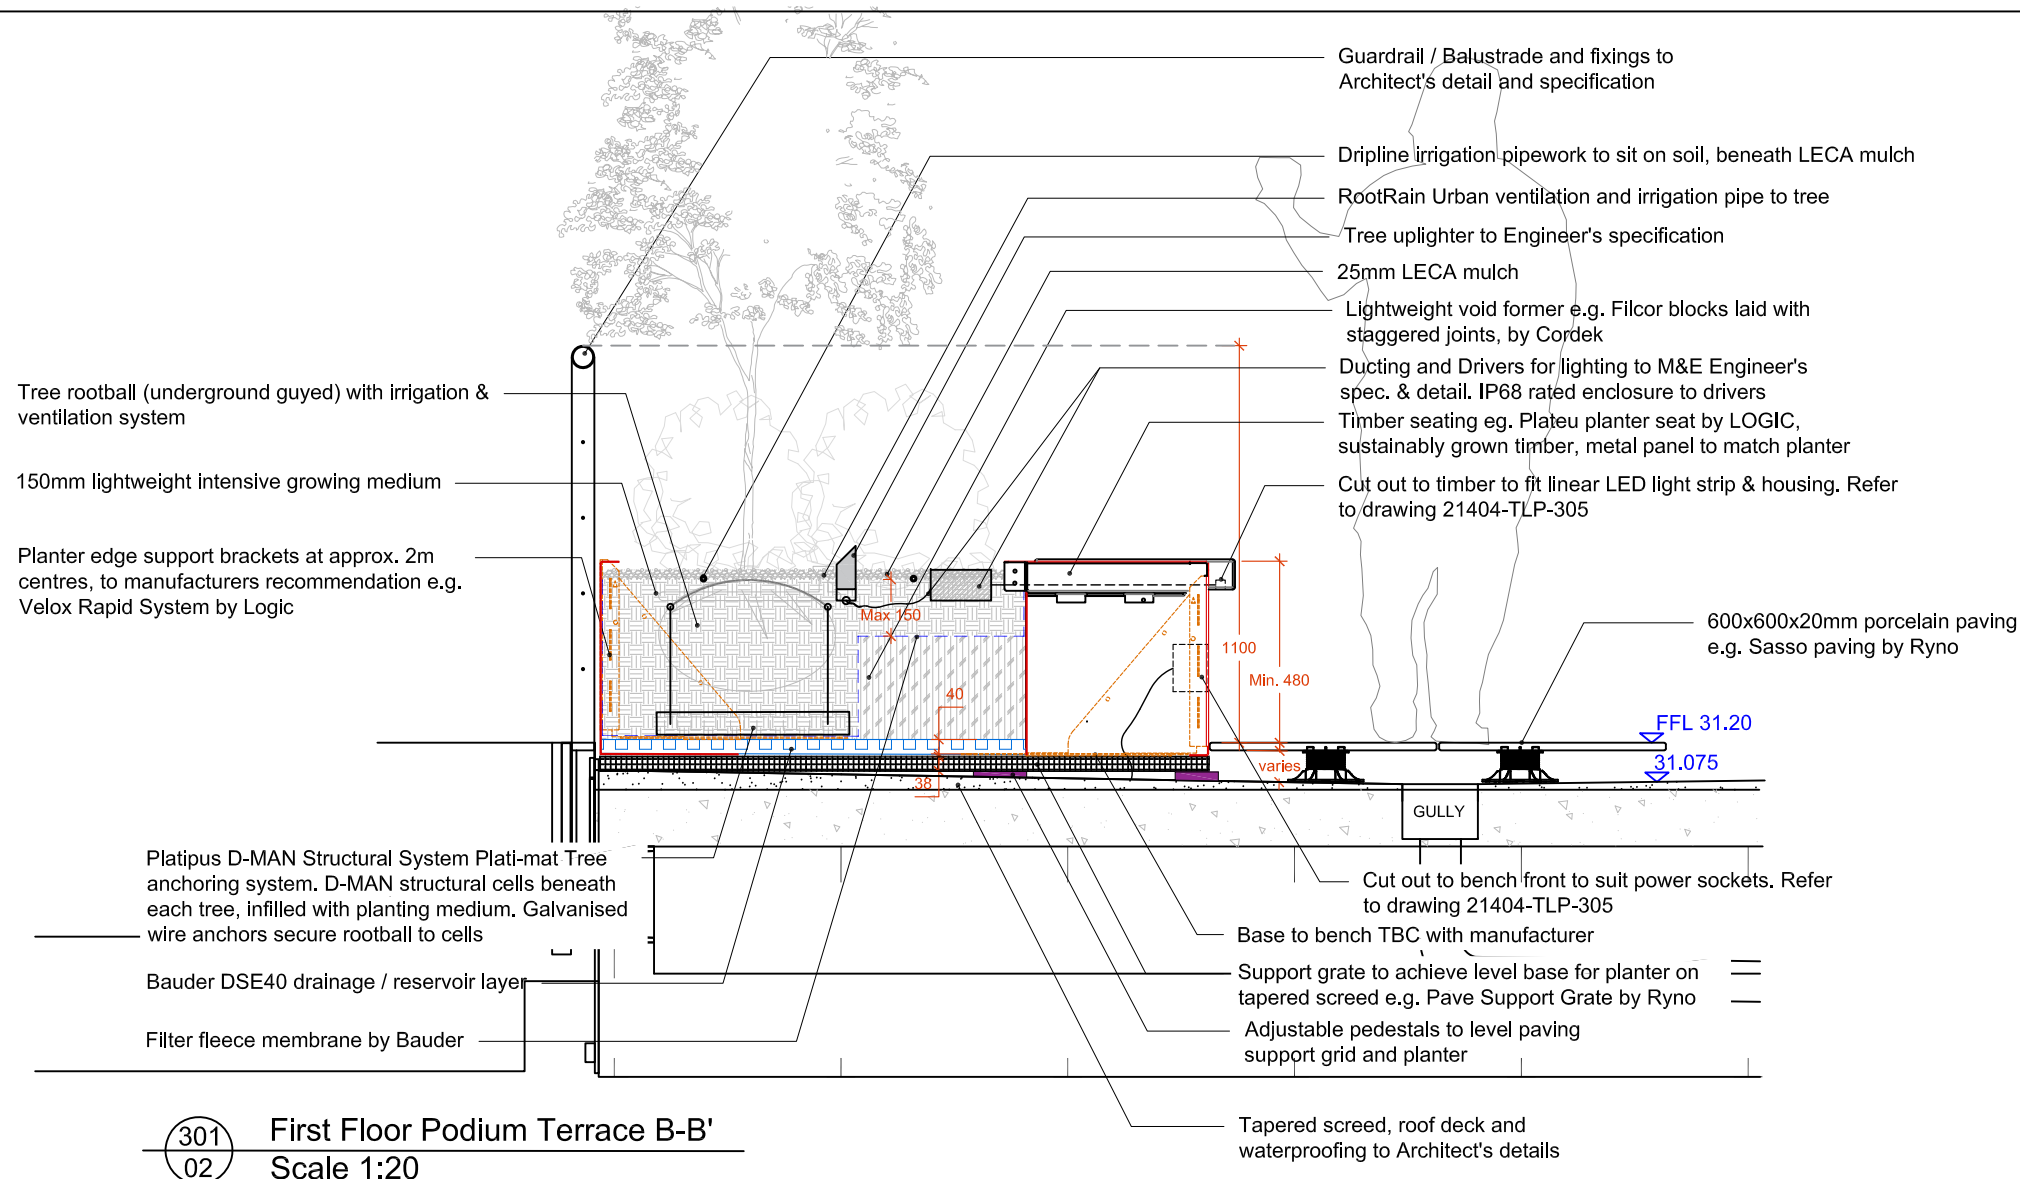 Guardrail / Balustrade and fixings to
Architect's detail and specification
Dripline irrigation pipework to sit on soil, beneath LECA mulch
RootRain Urban ventilation and irrigation pipe to tree
Tree uplighter to Engineer's specification
25mm LECA mulch
Lightweight void former e.g. Filcor blocks laid with
staggered joints, by Cordek
Ducting and Drivers for lighting to M&E Engineer's
spec. & detail. IP68 rated enclosure to drivers
Timber seating eg. Plateu planter seat by LOGIC,
sustainably grown timber, metal panel to match planter
Cut out to timber to fit linear LED light strip & housing. Refer
to drawing 21404-TLP-305
Tree rootball (underground guyed) with irrigation &
ventilation system
150mm lightweight intensive growing medium
Planter edge support brackets at approx. 2m
centres, to manufacturers recommendation e.g.
Velox Rapid System by Logic
600x600x20mm porcelain paving
e.g. Sasso paving by Ryno
Max 150
1100
Min. 480
40
38
varies
FFL 31.20
31.075
GULLY
Platipus D-MAN Structural System Plati-mat Tree
anchoring system. D-MAN structural cells beneath
each tree, infilled with planting medium. Galvanised
wire anchors secure rootball to cells
Bauder DSE40 drainage / reservoir layer
Filter fleece membrane by Bauder
Cut out to bench front to suit power sockets. Refer
to drawing 21404-TLP-305
Base to bench TBC with manufacturer
Support grate to achieve level base for planter on
tapered screed e.g. Pave Support Grate by Ryno
Adjustable pedestals to level paving
support grid and planter
Tapered screed, roof deck and
waterproofing to Architect's details
301
02
First Floor Podium Terrace B-B'
Scale 1:20